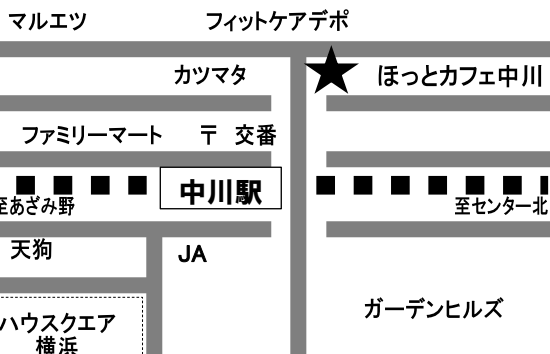 マルエツ
フィットケアデポ
カツマタ
ほっとカフェ中川
ファミリーマート
〒 交番
中川駅
至あざみ野
至センター北
天狗
JA
ガーデンヒルズ
ハウスクエア
横浜